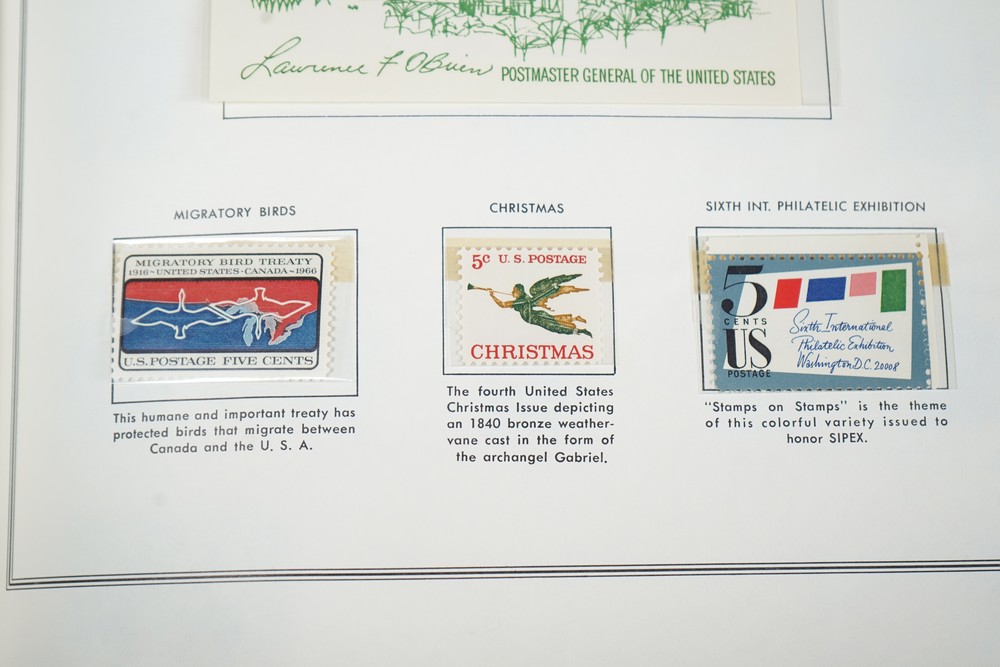 Lawrence F O'Brien POSTMASTER GENERAL OF THE UNITED STATES
MIGRATORY BIRDS
MIGRATORY BIRD TREATY
1916~UNITED STATES·CANADA~1966
U.S. POSTAGE FIVE CENTS
This humane and important treaty has
protected birds that migrate between
Canada and the U. S. A.
CHRISTMAS
5c U.S. POSTAGE
CHRISTMAS
The fourth United States
Christmas Issue depicting
an 1840 bronze weather-
vane cast in the form of
the archangel Gabriel.
SIXTH INT. PHILATELIC EXHIBITION
5
CENTS
US
POSTAGE
Sixth International
Philatelic Exhibition
Washington D.C. 20008
"Stamps on Stamps" is the theme
of this colorful variety issued to
honor SIPEX.